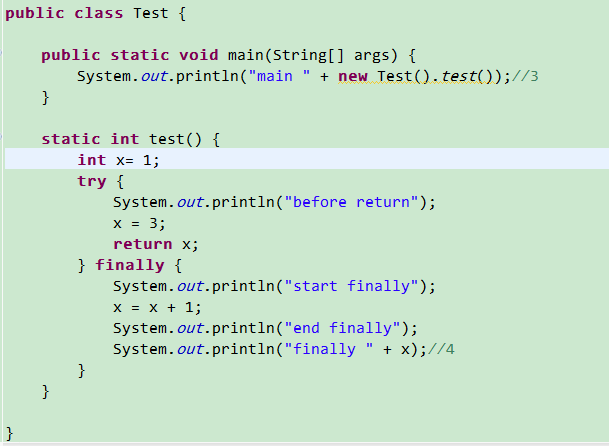 public class Test {
public static void main(String[] args) {
System.out.println("main " + new Test().test());//3
}
static int test() {
int x= 1;
try {
System.out.println("before return");
x = 3;
return x;
} finally {
System.out.println("start finally");
x = x + 1;
System.out.println("end finally");
System.out.println("finally " + x);//4
}
}
}